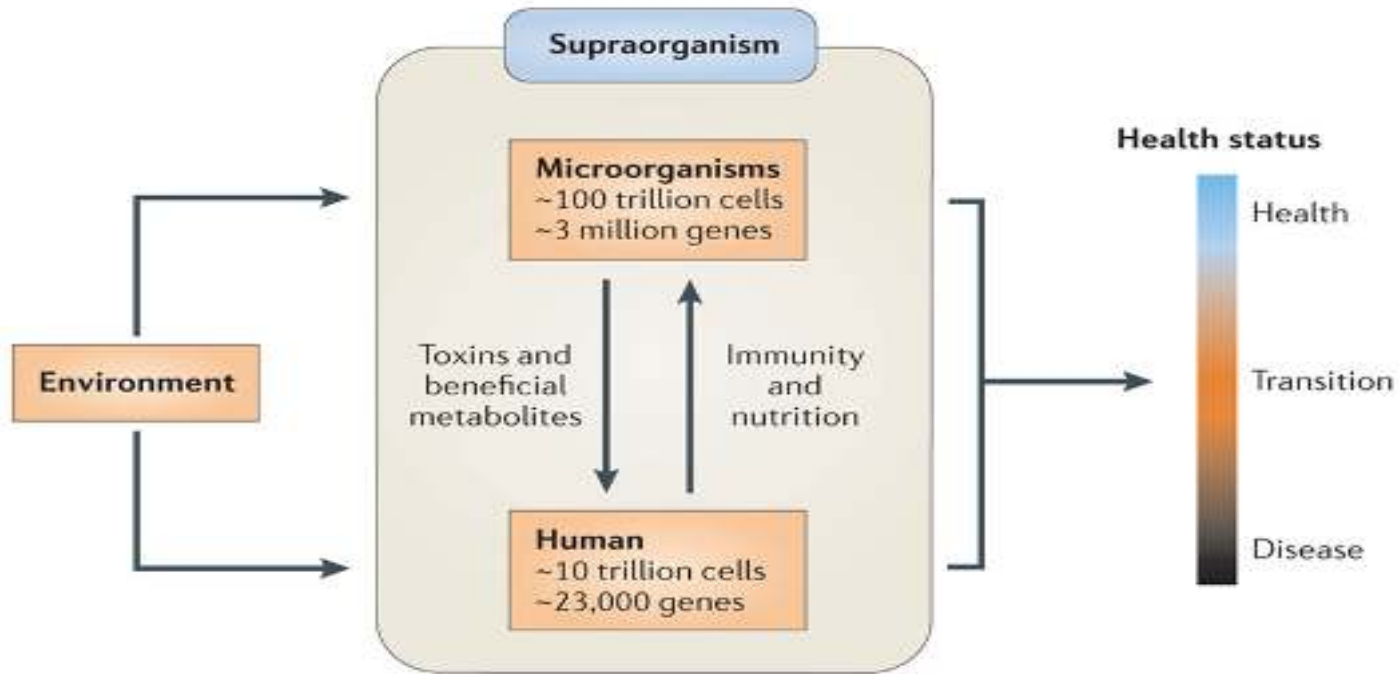 Supraorganism
Microorganisms
~100 trillion cells
~3 million genes
Environment
Toxins and
beneficial
metabolites
Immunity
and
nutrition
Human
~10 trillion cells
~23,000 genes
Health status
Health
Transition
Disease